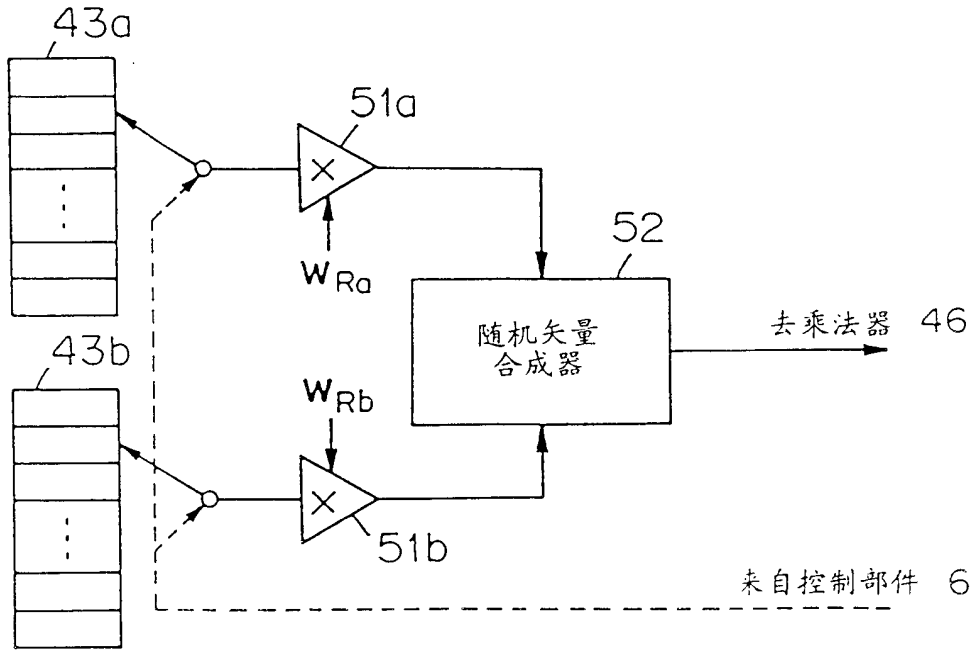 43a
51a
×
W_Ra
52
随机矢量
合成器
去乘法器 46
43b
W_Rb
×
51b
来自控制部件 6